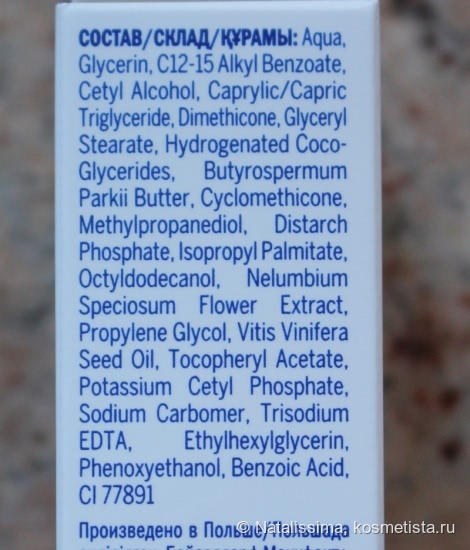 СОСТАВ/СКЛАД/ҚҰРАМЫ: Aqua,
Glycerin, C12-15 Alkyl Benzoate,
Cetyl Alcohol, Caprylic/Capric
Triglyceride, Dimethicone, Glyceryl
Stearate, Hydrogenated Coco-
Glycerides, Butyrospermum
Parkii Butter, Cyclomethicone,
Methylpropanediol, Distarch
Phosphate, Isopropyl Palmitate,
Octyldodecanol, Nelumbium
Speciosum Flower Extract,
Propylene Glycol, Vitis Vinifera
Seed Oil, Tocopheryl Acetate,
Potassium Cetyl Phosphate,
Sodium Carbomer, Trisodium
EDTA, Ethylhexylglycerin,
Phenoxyethanol, Benzoic Acid,
CI 77891
© Natalissima kosmetista.ru
Произведено в Польше/Польшада